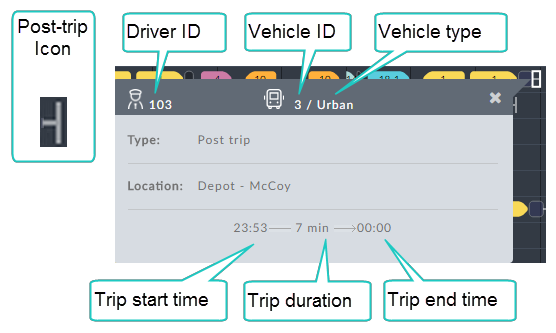 Post-trip
Icon
Driver ID
Vehicle ID
Vehicle type
103
3 / Urban
Type: Post trip
Location: Depot - McCoy
23:53 7 min 00:00
Trip start time
Trip duration
Trip end time